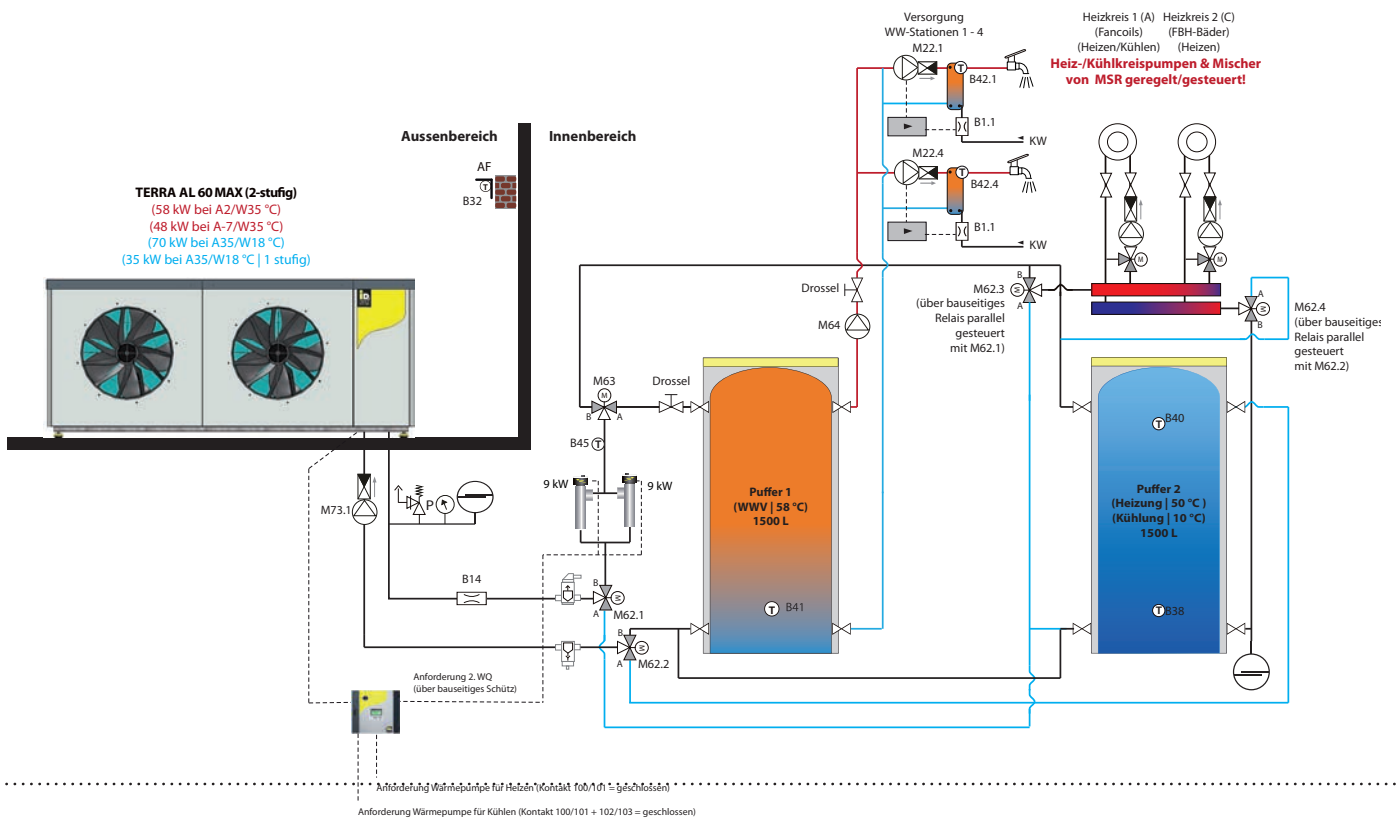 Versorgung
WW-Stationen 1 - 4
M22.1
B42.1
B1.1
KW
M22.4
B42.4
B1.1
KW
Heizkreis 1 (A)
(Fancoils)
(Heizen/Kühlen)
Heizkreis 2 (C)
(FBH-Bäder)
(Heizen)
Heiz-/Kühlkreispumpen & Mischer
von MSR geregelt/gesteuert!
Aussenbereich
Innenbereich
AF
T
B32
TERRA AL 60 MAX (2-stufig)
(58 kW bei A2/W35 °C)
(48 kW bei A-7/W35 °C)
(70 kW bei A35/W18 °C)
(35 kW bei A35/W18 °C | 1 stufig)
T
T
M
M
Drossel
M64
B
M
A
M62.3
(über bauseitiges
Relais parallel
gesteuert
mit M62.1)
A
M
B
M62.4
(über bauseitiges
Relais parallel
gesteuert
mit M62.2)
M63
M
B
A
Drossel
B45
T
9 kW
9 kW
M73.1
P
B14
B
M
A
M62.1
B
M
A
M62.2
Puffer 1
(WWV | 58 °C)
1500 L
T
B41
T
B40
Puffer 2
(Heizung | 50 °C )
(Kühlung | 10 °C)
1500 L
T
B38
Anforderung 2. WQ
(über bauseitiges Schütz)
Anforderung Wärmepumpe für Heizen (Kontakt 100/101 = geschlossen)
Anforderung Wärmepumpe für Kühlen (Kontakt 100/101 + 102/103 = geschlossen)